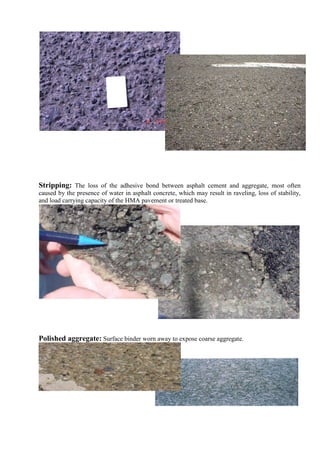 Stripping: The loss of the adhesive bond between asphalt cement and aggregate, most often
caused by the presence of water in asphalt concrete, which may result in raveling, loss of stability,
and load carrying capacity of the HMA pavement or treated base.
Polished aggregate: Surface binder worn away to expose coarse aggregate.